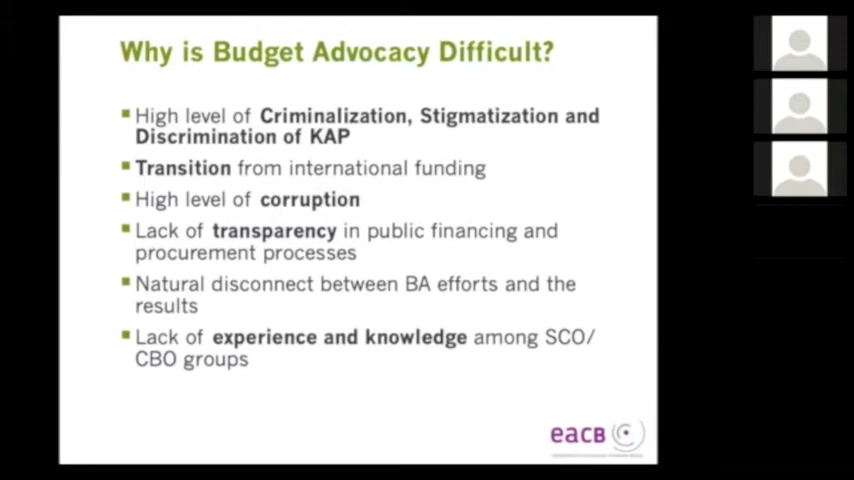 Why is Budget Advocacy Difficult?
High level of Criminalization, Stigmatization and
Discrimination of KAP
Transition from international funding
High level of corruption
Lack of transparency in public financing and
procurement processes
Natural disconnect between BA efforts and the
results
Lack of experience and knowledge among SCO/
CBO groups
eacB